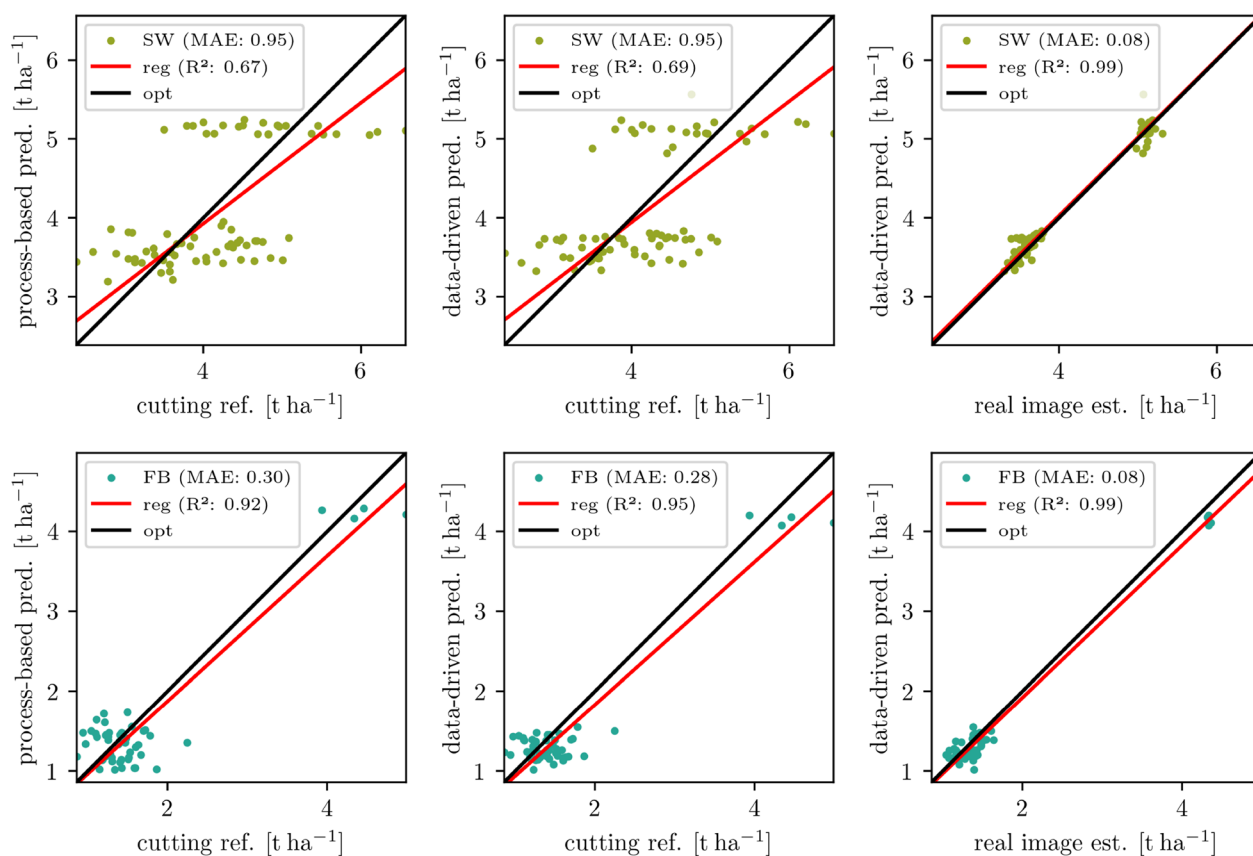 SW (MAE: 0.95)
reg (R²: 0.67)
opt
process-based pred. [t ha⁻¹]
6
5
4
3
4
6
cutting ref. [t ha⁻¹]
SW (MAE: 0.95)
reg (R²: 0.69)
opt
data-driven pred. [t ha⁻¹]
6
5
4
3
4
6
cutting ref. [t ha⁻¹]
SW (MAE: 0.08)
reg (R²: 0.99)
opt
data-driven pred. [t ha⁻¹]
6
5
4
3
4
6
real image est. [t ha⁻¹]
FB (MAE: 0.30)
reg (R²: 0.92)
opt
process-based pred. [t ha⁻¹]
4
3
2
1
2
4
cutting ref. [t ha⁻¹]
FB (MAE: 0.28)
reg (R²: 0.95)
opt
data-driven pred. [t ha⁻¹]
4
3
2
1
2
4
cutting ref. [t ha⁻¹]
FB (MAE: 0.08)
reg (R²: 0.99)
opt
data-driven pred. [t ha⁻¹]
4
3
2
1
2
4
real image est. [t ha⁻¹]